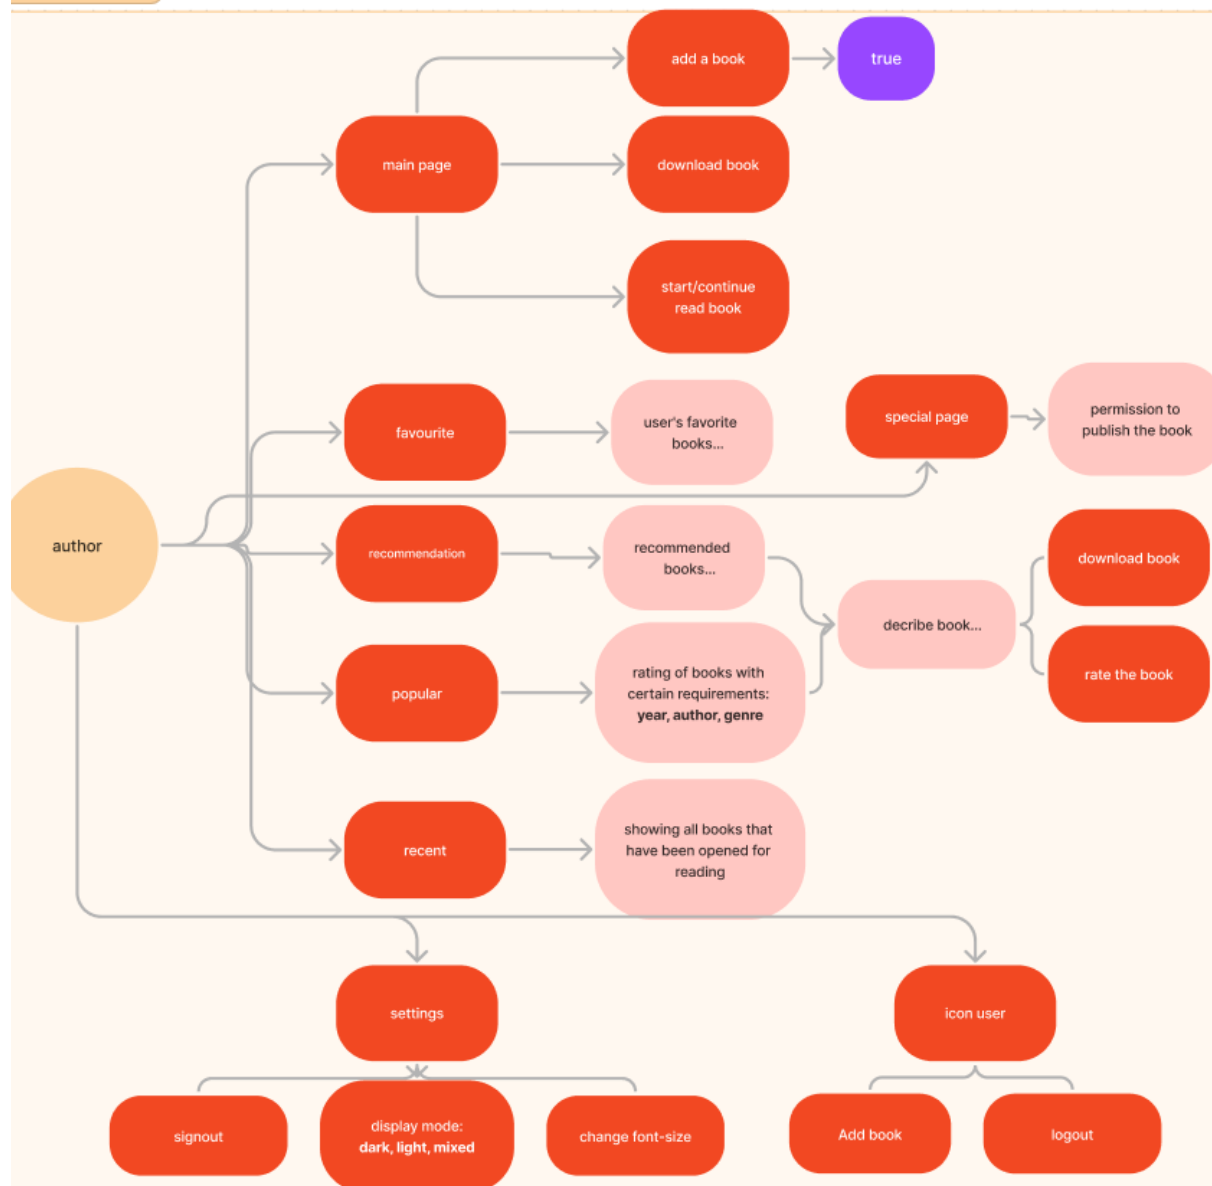 add a book
true
main page
download book
start/continue
read book
favourite
user's favorite
books...
special page
permission to
publish the book
author
recommendation
recommended
books...
decribe book...
download book
rate the book
popular
rating of books with
certain requirements:
year, author, genre
recent
showing all books that
have been opened for
reading
settings
icon user
signout
display mode:
dark, light, mixed
change font-size
Add book
logout